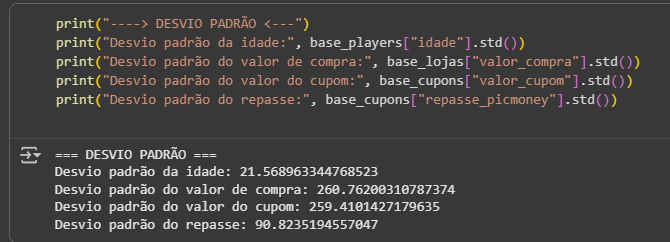 print("----> DESVIO PADRÃO <---")
print("Desvio padrão da idade:", base_players["idade"].std())
print("Desvio padrão do valor de compra:", base_lojas["valor_compra"].std())
print("Desvio padrão do valor do cupom:", base_cupons["valor_cupom"].std())
print("Desvio padrão do repasse:", base_cupons["repasse_picmoney"].std())
=== DESVIO PADRÃO ===
Desvio padrão da idade: 21.568963344768523
Desvio padrão do valor de compra: 260.76200310787374
Desvio padrão do valor do cupom: 259.4101427179635
Desvio padrão do repasse: 90.8235194557047